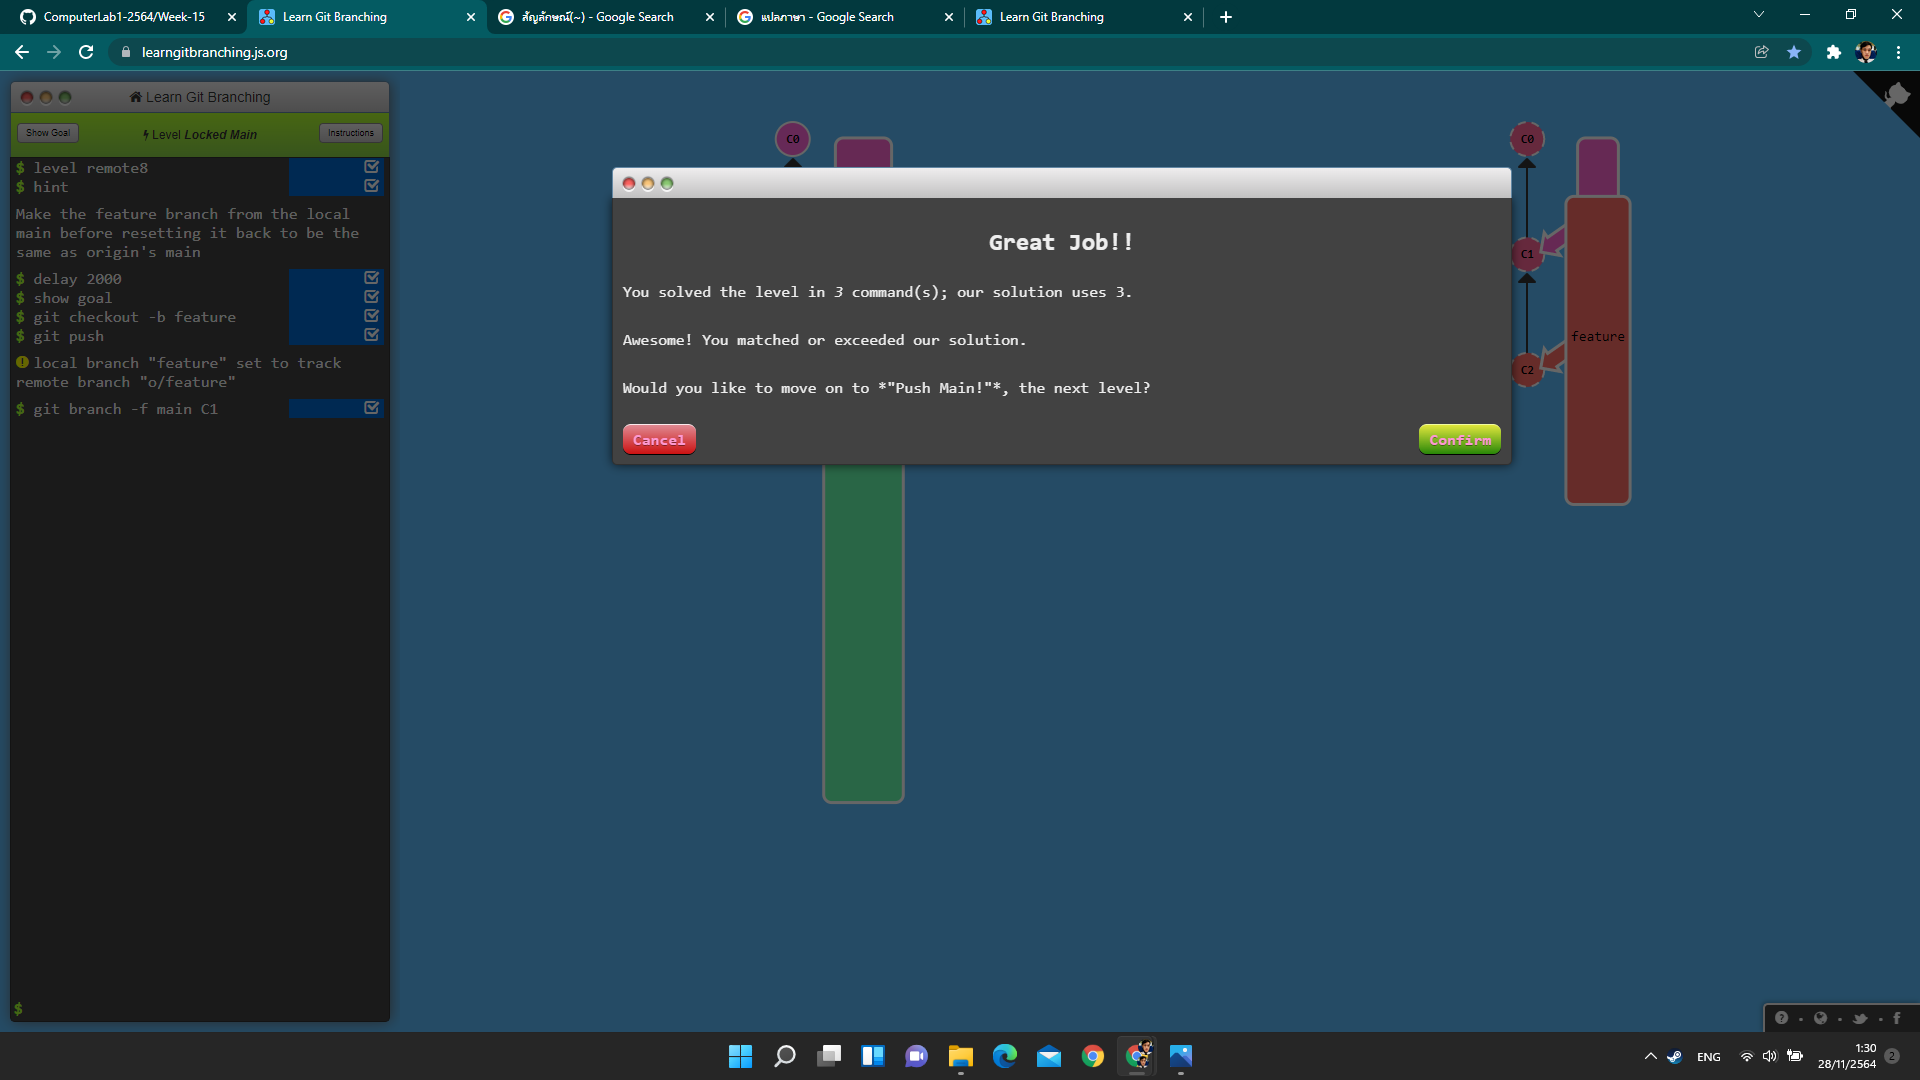 ComputerLab1-2564/Week-15
Learn Git Branching
สัญลักษณ์(~) - Google Search
แปลภาษา - Google Search
Learn Git Branching
learngitbranching.js.org
Learn Git Branching
Show Goal
Level Locked Main
Instructions
$ level remote8
$ hint
Make the feature branch from the local
main before resetting it back to be the
same as origin's main
$ delay 2000
$ show goal
$ git checkout -b feature
$ git push
local branch "feature" set to track
remote branch "o/feature"
$ git branch -f main C1
$
C0
Great Job!!
You solved the level in 3 command(s); our solution uses 3.
Awesome! You matched or exceeded our solution.
Would you like to move on to *"Push Main!"*, the next level?
Cancel
Confirm
C0
C1
C2
feature
ENG
1:30
28/11/2564
2